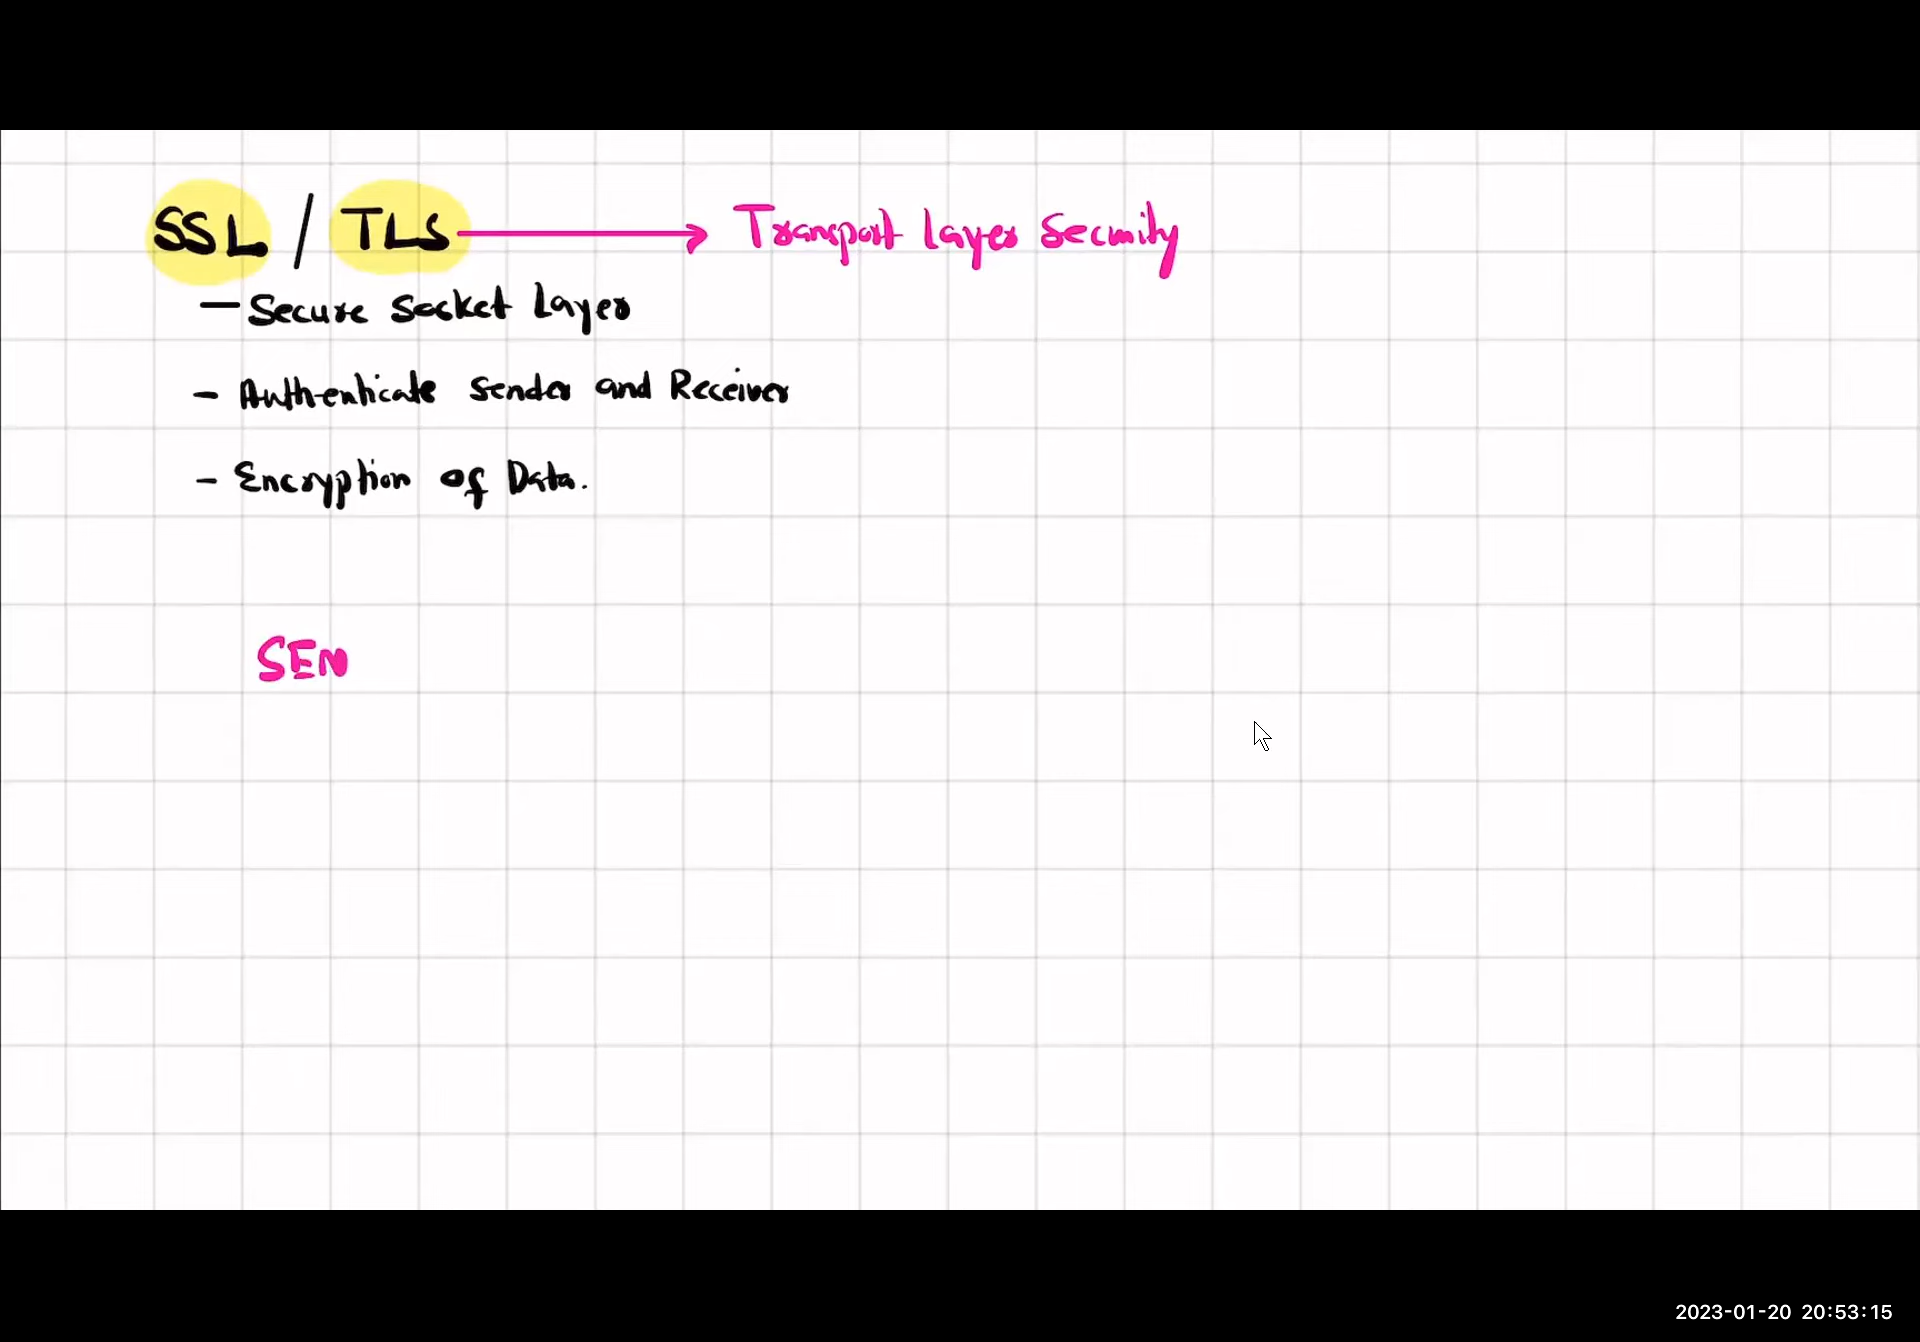 SSL / TLS → Transport Layer Security
— Secure Socket Layer
- Authenticate Sender and Receiver
- Encryption of Data.
SEN
2023-01-20 20:53:15